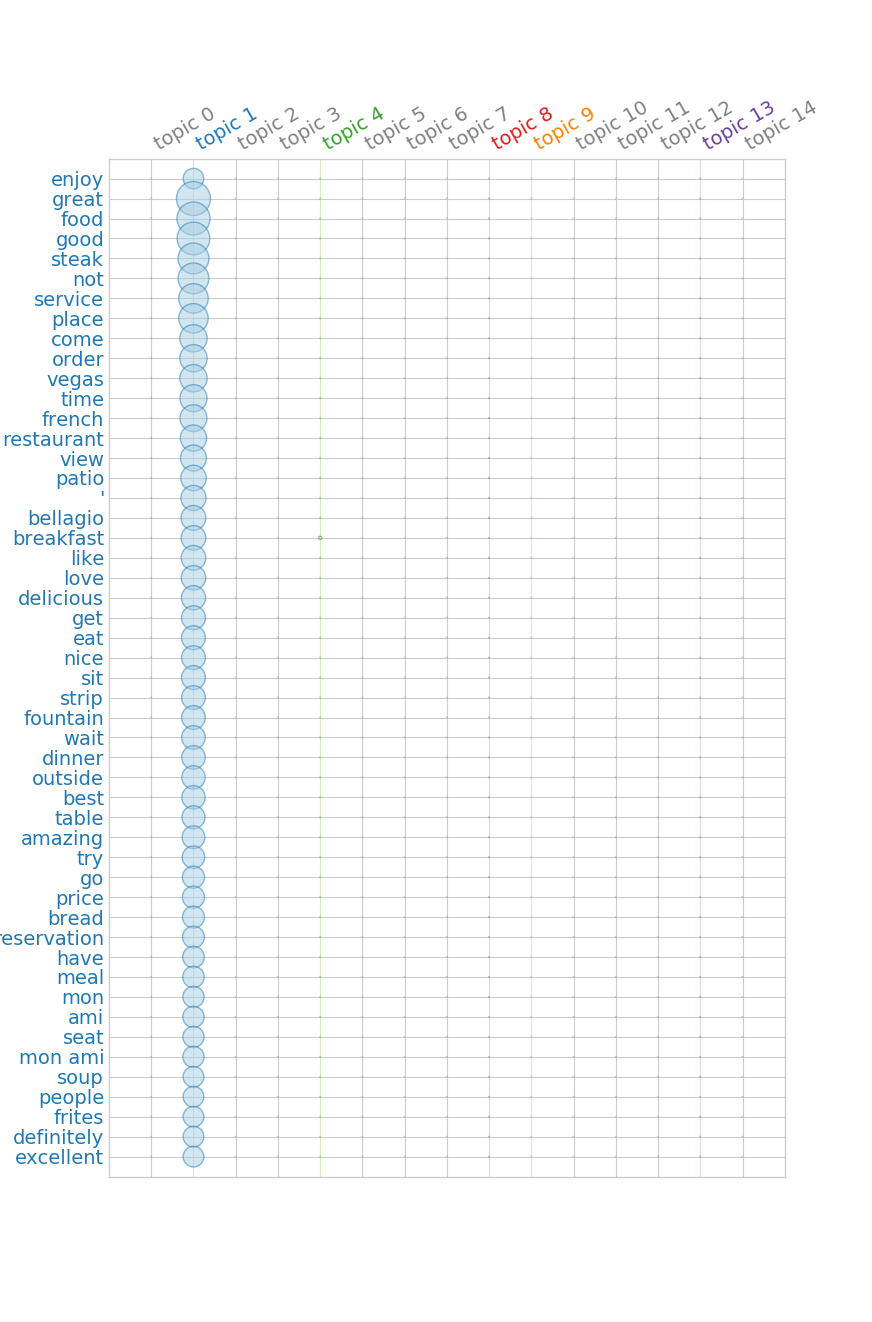 topic 0
topic 1
topic 2
topic 3
topic 4
topic 5
topic 6
topic 7
topic 8
topic 9
topic 10
topic 11
topic 12
topic 13
topic 14
enjoy
great
food
good
steak
not
service
place
come
order
vegas
time
french
restaurant
view
patio
'
bellagio
breakfast
like
love
delicious
get
eat
nice
sit
strip
fountain
wait
dinner
outside
best
table
amazing
try
go
price
bread
eservation
have
meal
mon
ami
seat
mon ami
soup
people
frites
definitely
excellent